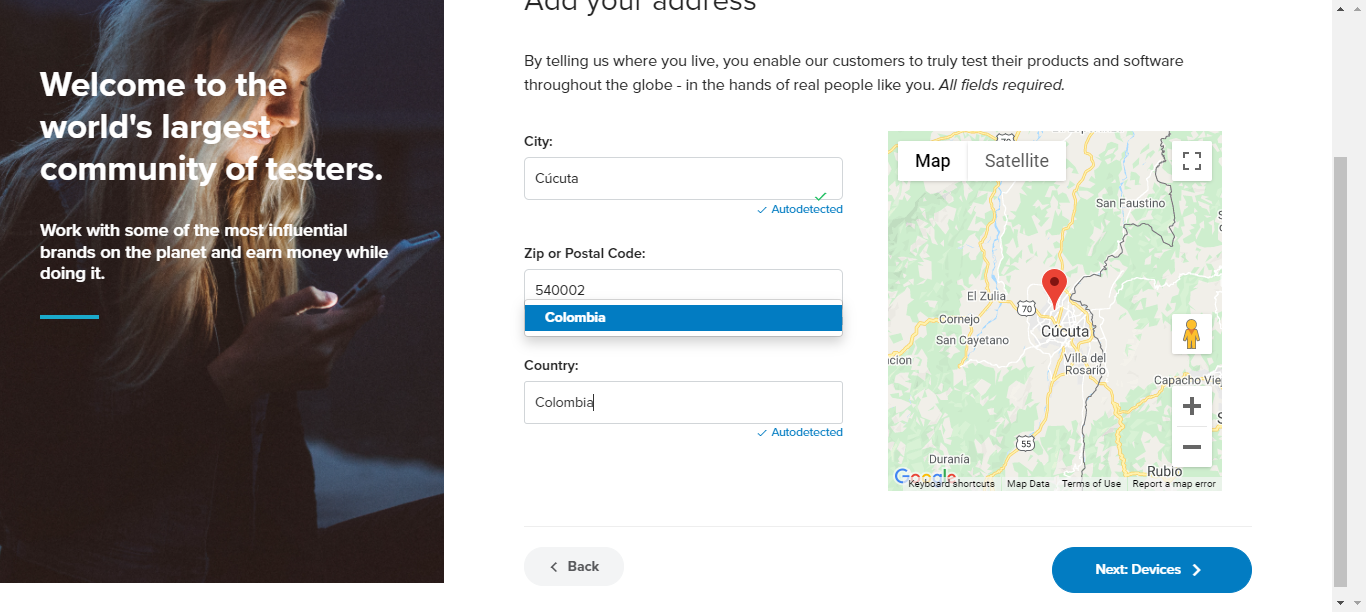 Add your address
Welcome to the
world's largest
community of testers.
Work with some of the most influential
brands on the planet and earn money while
doing it.
By telling us where you live, you enable our customers to truly test their products and software
throughout the globe - in the hands of real people like you. All fields required.
City:
Cúcuta
Autodetected
Zip or Postal Code:
540002
Colombia
Country:
Colombia
Autodetected
Map
Satellite
San Faustino
El Zulia
70
Cornejo
Cúcuta
San Cayetano
Villa del
Rosario
Capacho
55
Duranía
Rubio
Google
Keyboard shortcuts
Map Data
Terms of Use
Report a map error
Back
Next: Devices